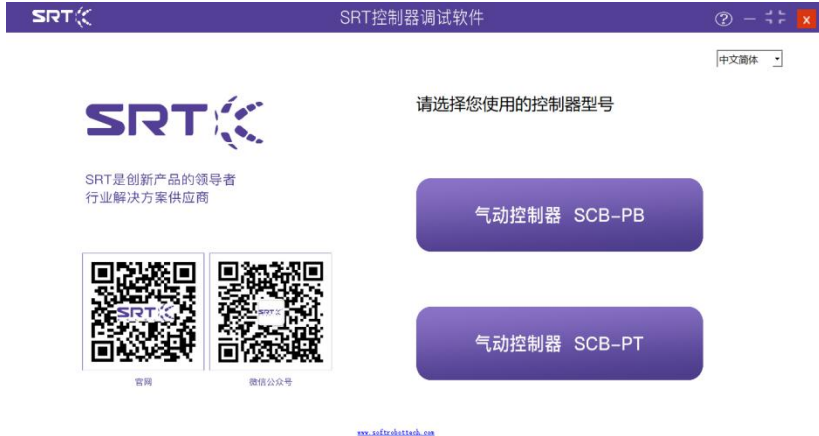 SRT
SRT控制器调试软件
中文简体
SRT
请选择您使用的控制器型号
SRT是创新产品的领导者
行业解决方案供应商
气动控制器 SCB-PB
SRT
SRT
气动控制器 SCB-PT
官网
微信公众号
www.softrobottech.com